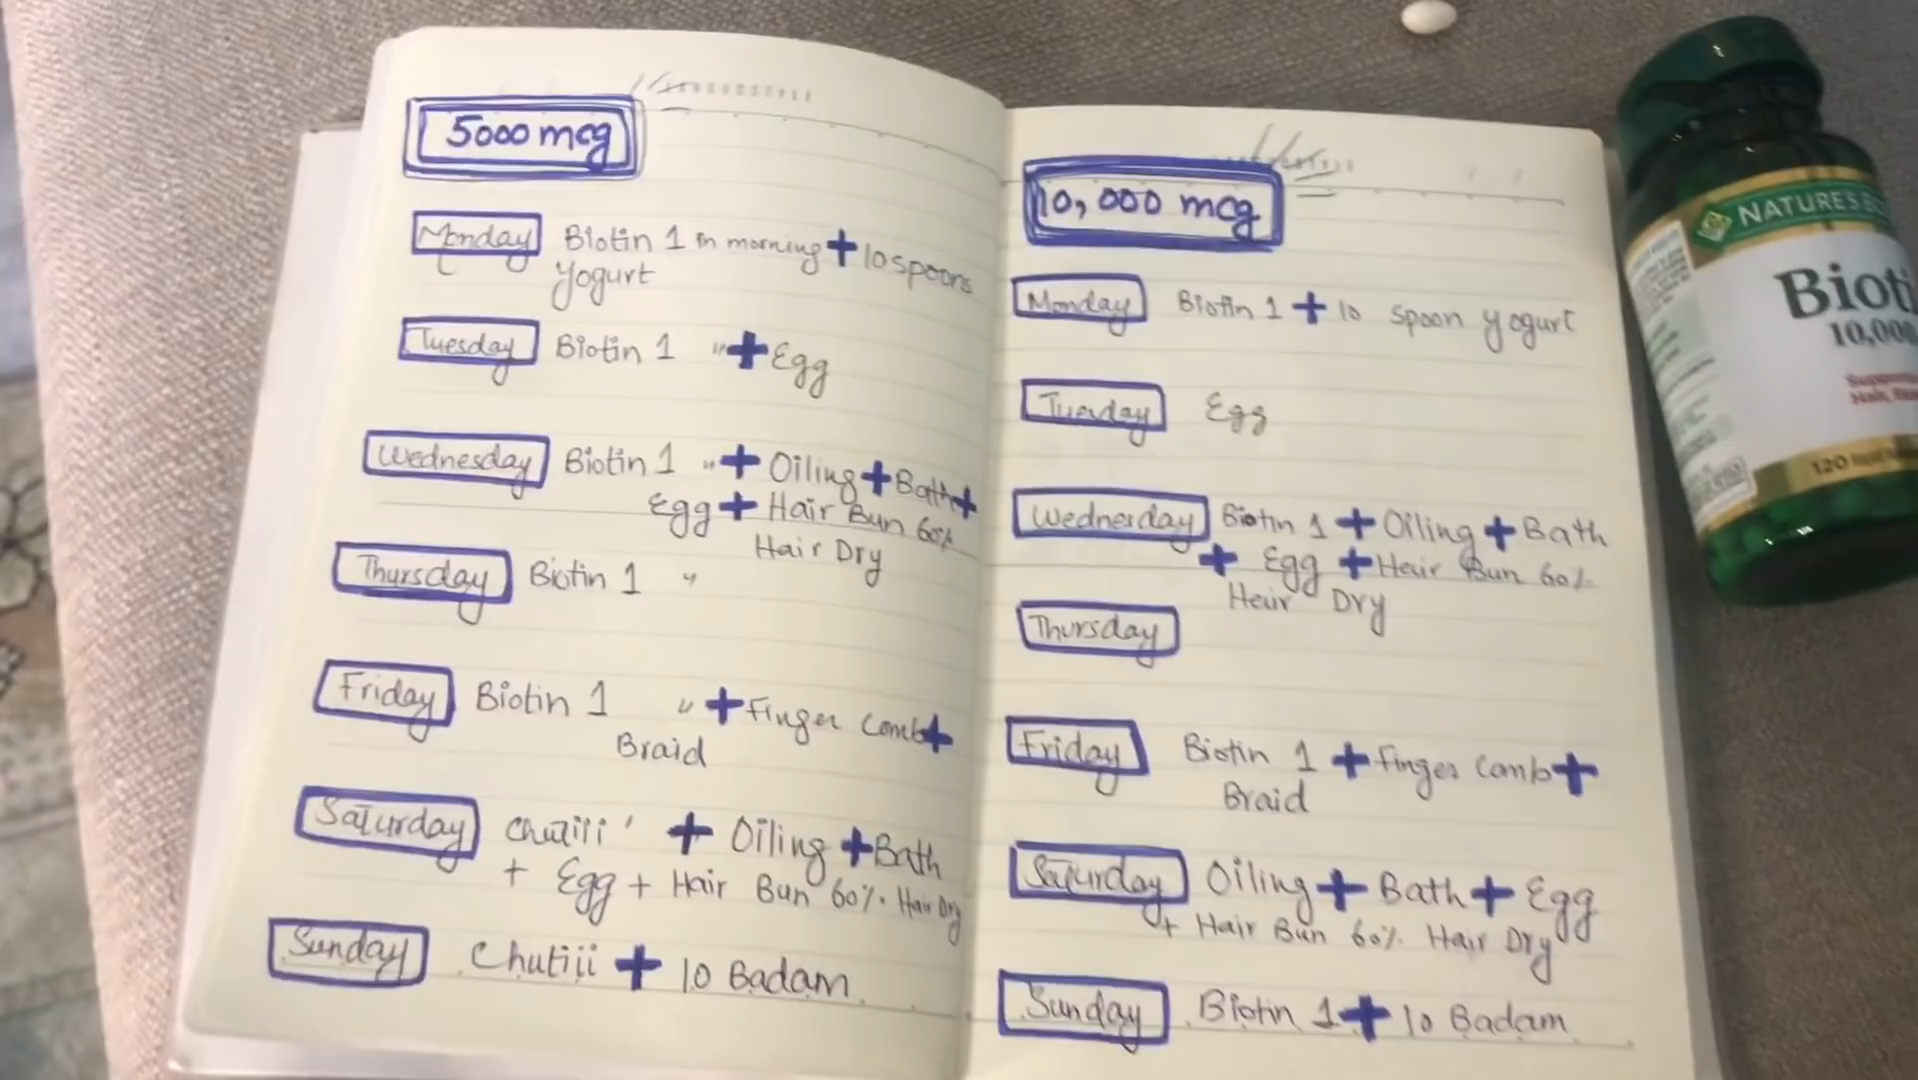 5000 mcg
Monday Biotin 1 in morning + 10 spoons
Yogurt
Tuesday Biotin 1 " + Egg
Wednesday Biotin 1 " + Oiling + Bath +
Egg + Hair Bun 60%
Hair Dry
Thursday Biotin 1 "
Friday Biotin 1 " + Finger Comb +
Braid
Saturday Chutiii + Oiling + Bath
+ Egg + Hair Bun 60% Hair Dry
Sunday Chutiii + 10 Badam
10,000 mcg
Monday Biotin 1 + 10 spoon yogurt
Tuesday Egg
Wednesday Biotin 1 + Oiling + Bath
+ Egg + Hair Bun 60%
Hair Dry
Thursday
Friday Biotin 1 + Finger Comb +
Braid
Saturday Oiling + Bath + Egg
+ Hair Bun 60% Hair Dry
Sunday Biotin 1 + 10 Badam
NATURE'S B
Bioti
10,000
120